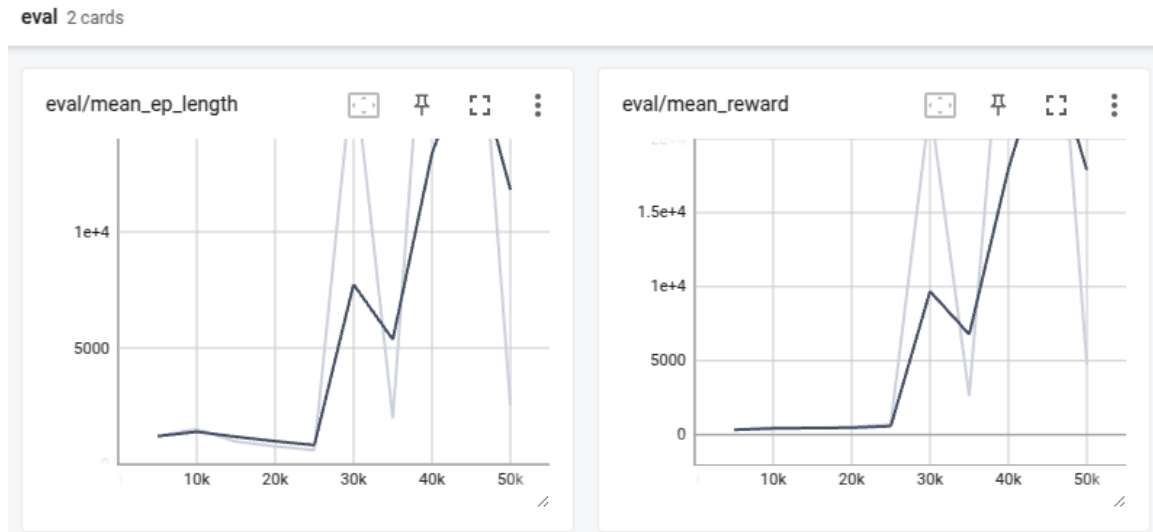 eval 2 cards
eval/mean_ep_length
1e+4
5000
10k 20k 30k 40k 50k
eval/mean_reward
1.5e+4
1e+4
5000
0
10k 20k 30k 40k 50k